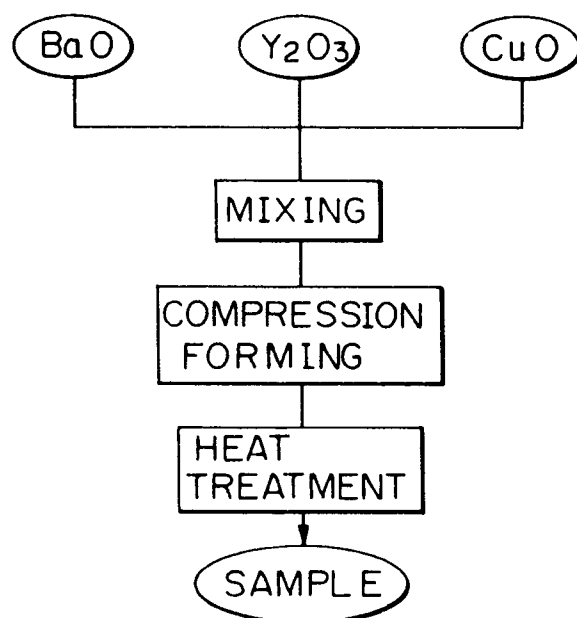 BaO Y₂O₃ CuO
MIXING
COMPRESSION
FORMING
HEAT
TREATMENT
SAMPLE